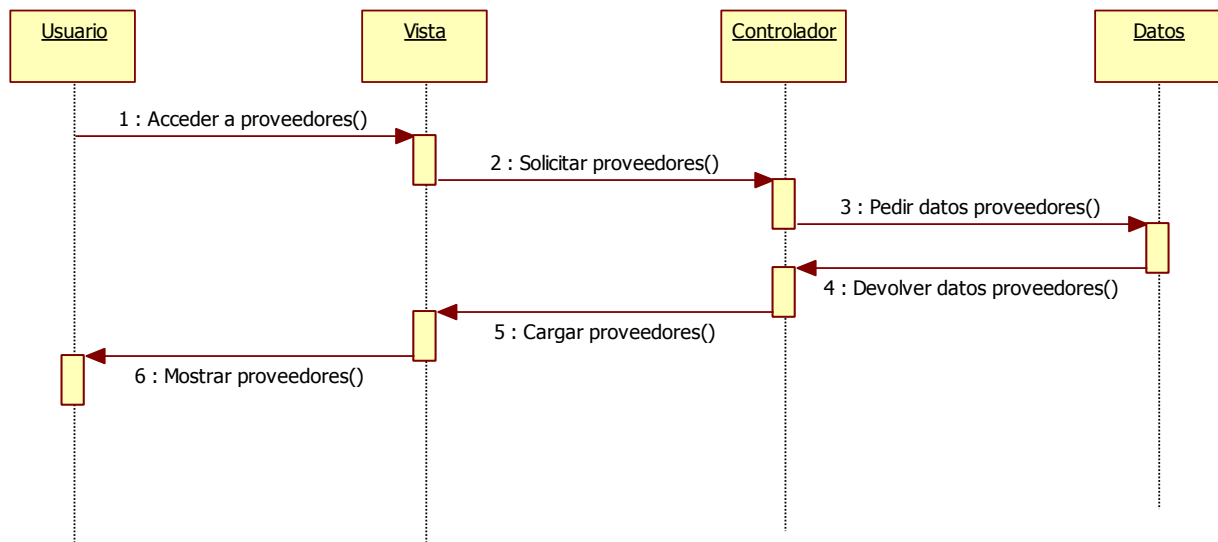 Usuario
Vista
Controlador
Datos
1 : Acceder a proveedores()
2 : Solicitar proveedores()
3 : Pedir datos proveedores()
4 : Devolver datos proveedores()
5 : Cargar proveedores()
6 : Mostrar proveedores()